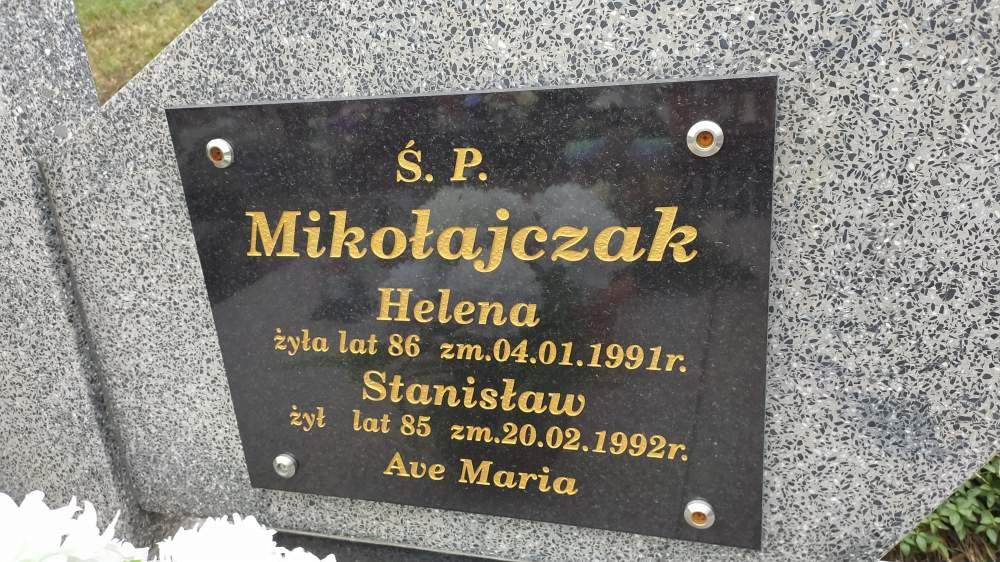 Ś. P.
Mikołajczak
Helena
żyła lat 86 zm.04.01.1991r.
Stanisław
żył lat 85 zm.20.02.1992r.
Ave Maria